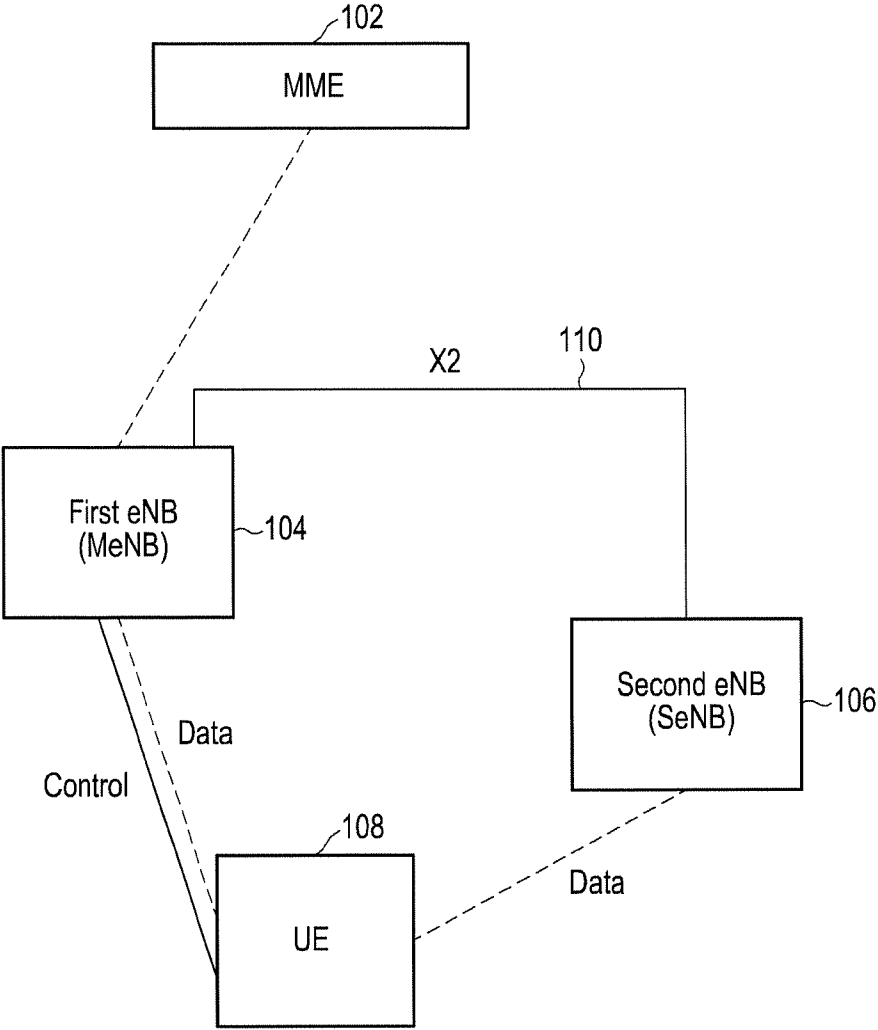 102
MME
X2
110
First eNB
(MeNB)
104
Second eNB
(SeNB)
106
Data
Control
108
UE
Data